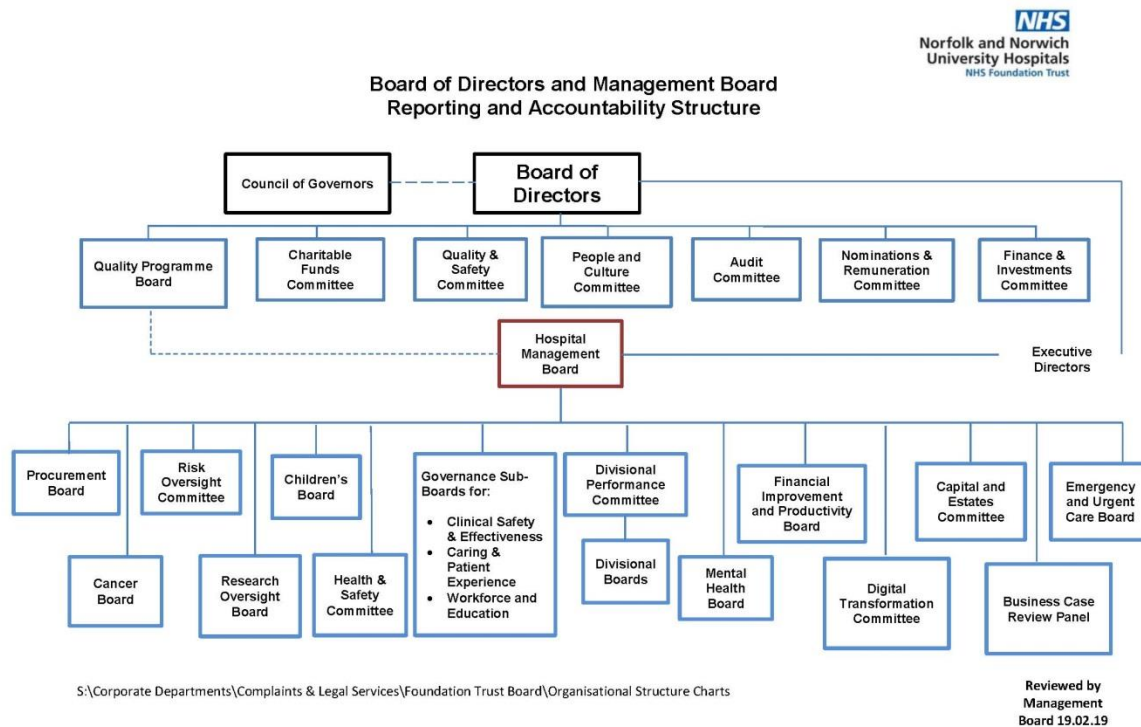 NHS
Norfolk and Norwich
University Hospitals
NHS Foundation Trust
Board of Directors and Management Board
Reporting and Accountability Structure
Council of Governors
Board of
Directors
Quality Programme
Board
Charitable
Funds
Committee
Quality &
Safety
Committee
People and
Culture
Committee
Audit
Committee
Nominations &
Remuneration
Committee
Finance &
Investments
Committee
Hospital
Management
Board
Executive
Directors
Procurement
Board
Cancer
Board
Risk
Oversight
Committee
Research
Oversight
Board
Children's
Board
Health &
Safety
Committee
Governance Sub-
Boards for:
• Clinical Safety
& Effectiveness
• Caring &
Patient
Experience
• Workforce and
Education
Divisional
Performance
Committee
Divisional
Boards
Mental
Health
Board
Financial
Improvement
and Productivity
Board
Digital
Transformation
Committee
Capital and
Estates
Committee
Business Case
Review Panel
Emergency
and Urgent
Care Board
S:\Corporate Departments\Complaints & Legal Services\Foundation Trust Board\Organisational Structure Charts
Reviewed by
Management
Board 19.02.19